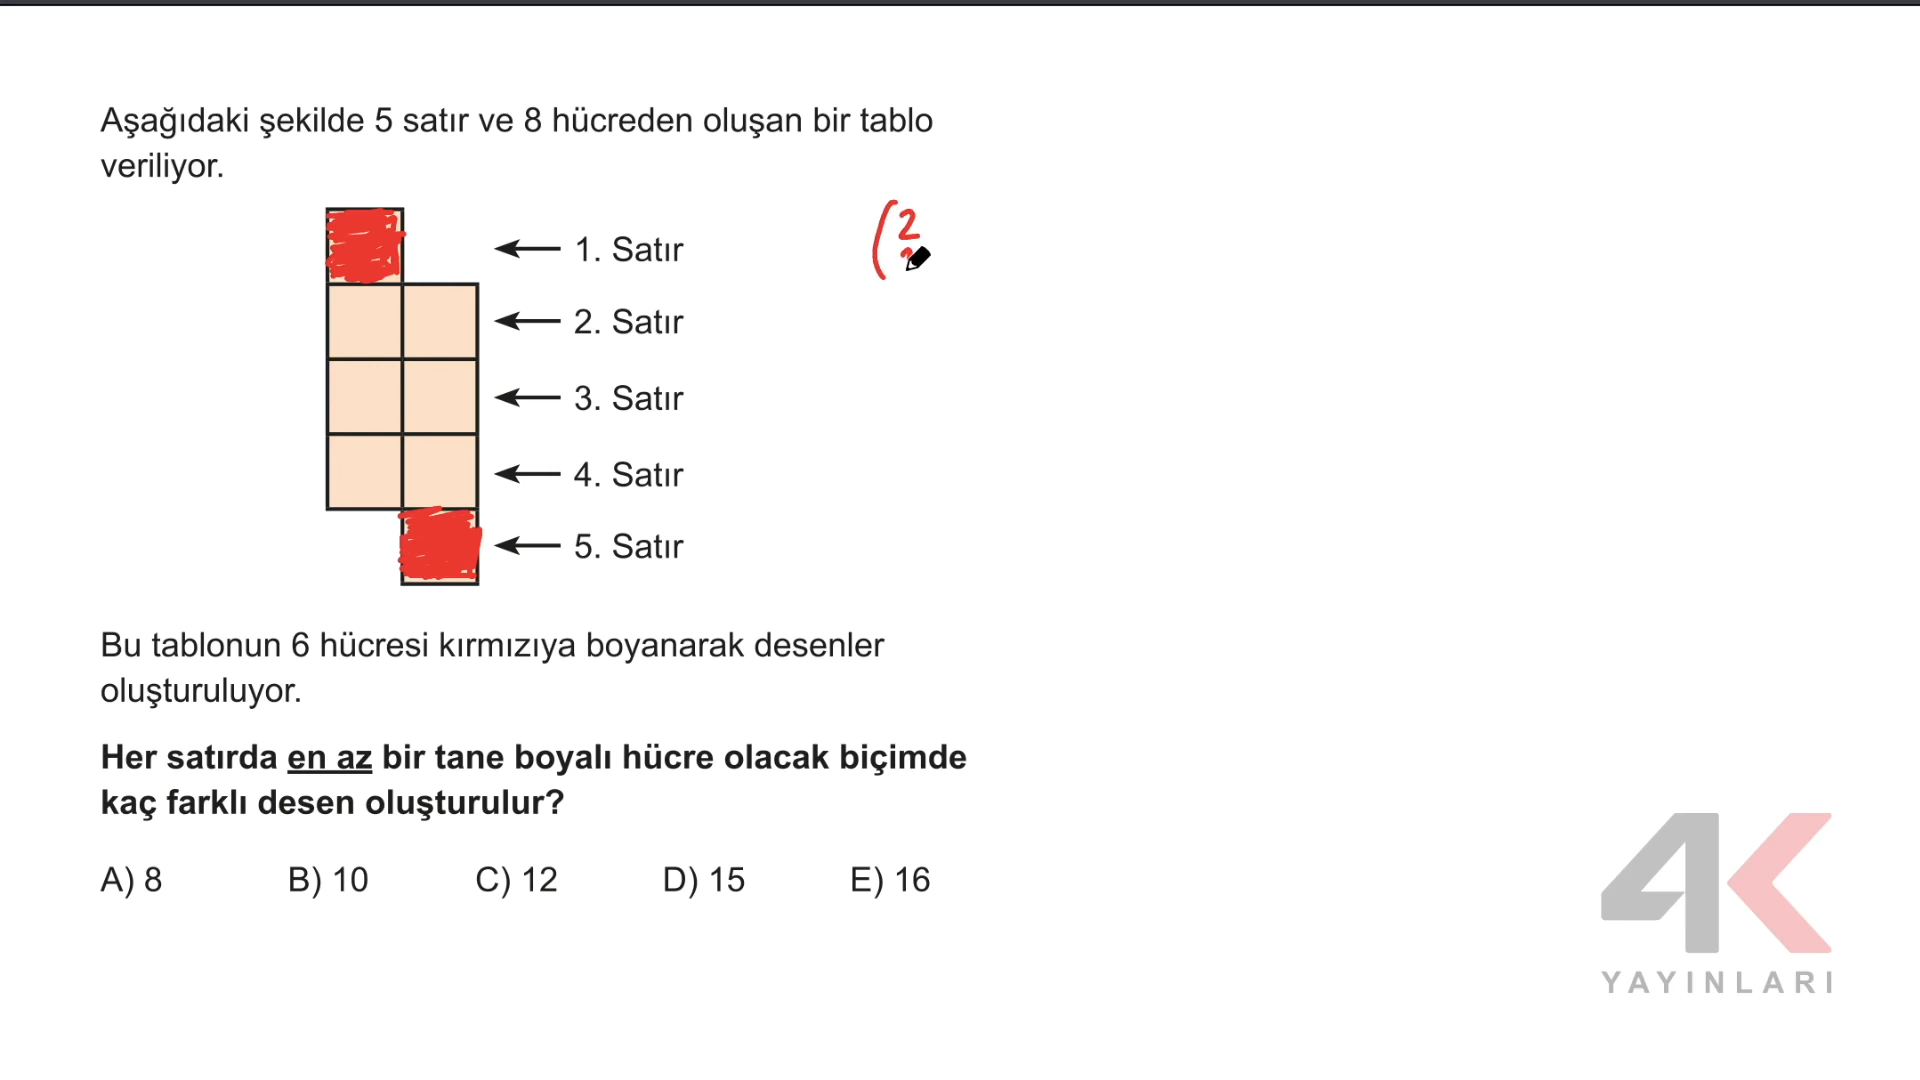 Aşağıdaki şekilde 5 satır ve 8 hücreden oluşan bir tablo
veriliyor.
1. Satır
2. Satır
3. Satır
4. Satır
5. Satır
(2
Bu tablonun 6 hücresi kırmızıya boyanarak desenler
oluşturuluyor.
Her satırda en az bir tane boyalı hücre olacak biçimde
kaç farklı desen oluşturulur?
A) 8 B) 10 C) 12 D) 15 E) 16
4K
YAYINLARI